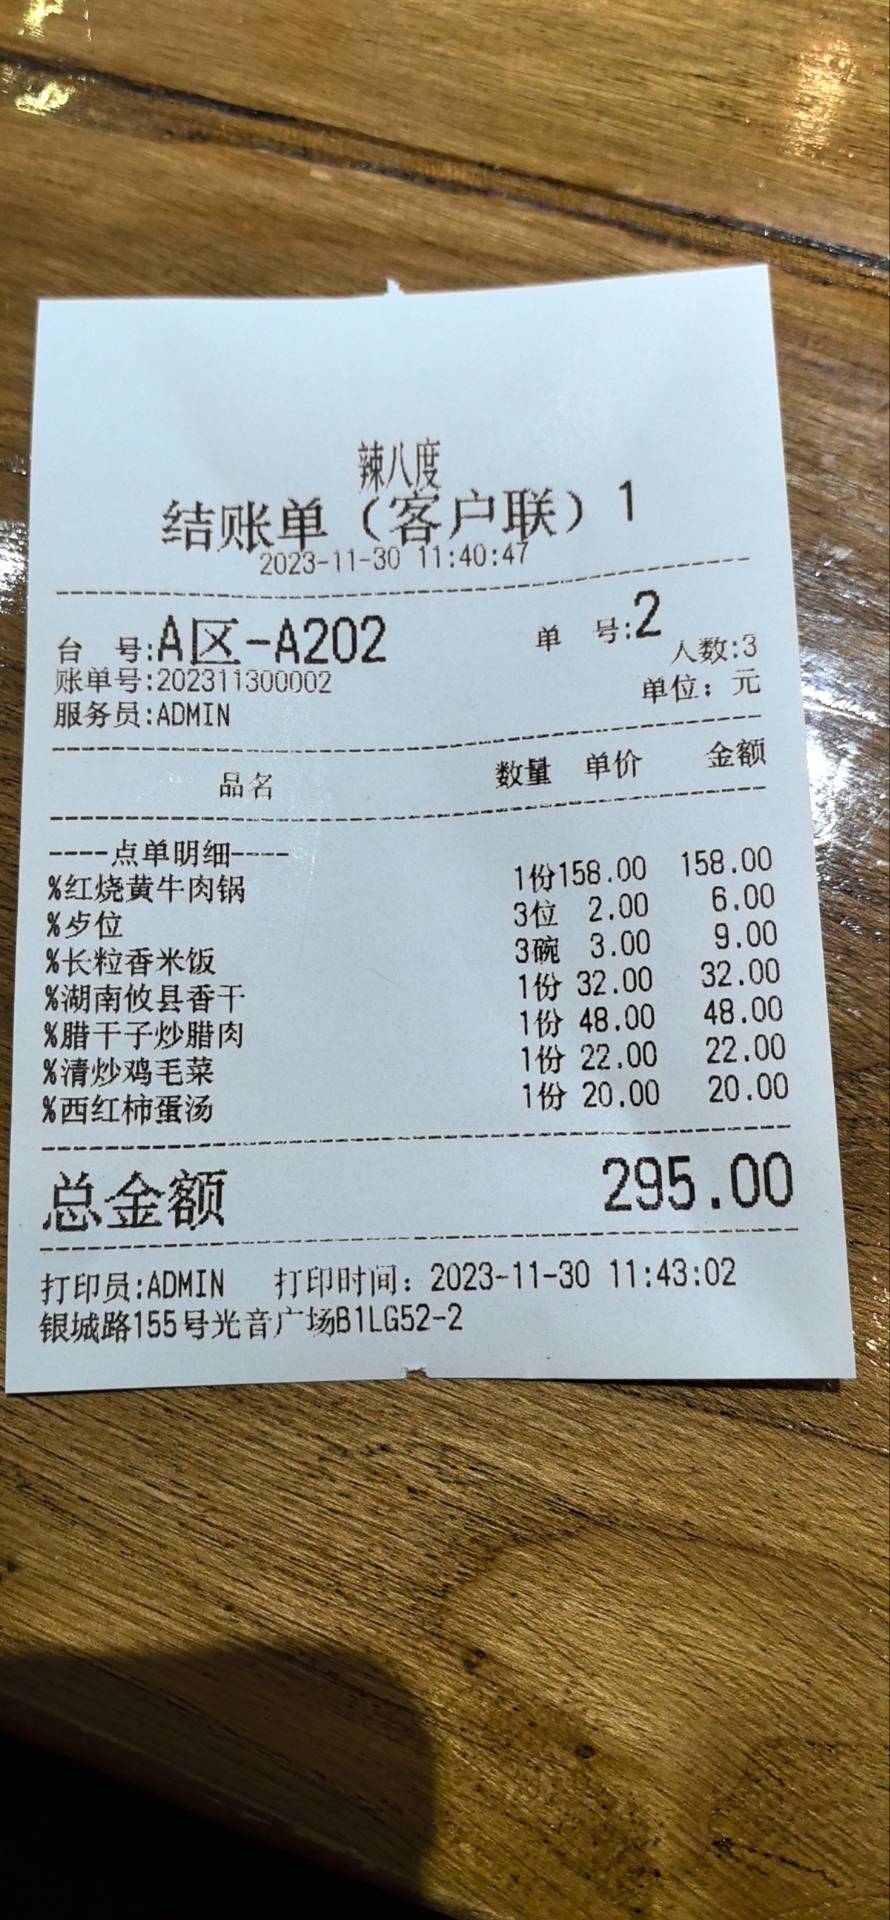 辣八度
结账单（客户联）1
2023-11-30 11:40:47
台 号:A区-A202 单 号:2
人数:3
账单号:202311300002
单位：元
服务员:ADMIN
品名 数量 单价 金额
----点单明细----
%红烧黄牛肉锅 1份158.00 158.00
%歺位 3位 2.00 6.00
%长粒香米饭 3碗 3.00 9.00
%湖南攸县香干 1份 32.00 32.00
%腊干子炒腊肉 1份 48.00 48.00
%清炒鸡毛菜 1份 22.00 22.00
%西红柿蛋汤 1份 20.00 20.00
总金额 295.00
打印员:ADMIN 打印时间：2023-11-30 11:43:02
银城路155号光音广场B1LG52-2